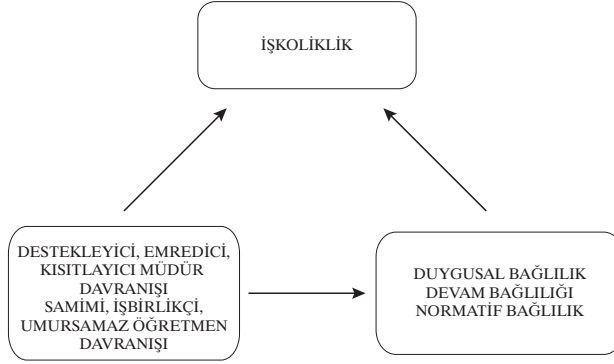 İŞKOLİKLİK
DESTEKLEYİCİ, EMREDİCİ,
KISITLAYICI MÜDÜR
DAVRANIŞI
SAMİMİ, İŞBİRLİKÇİ,
UMURSAMAZ ÖĞRETMEN
DAVRANIŞI
DUYGUSAL BAĞLILIK
DEVAM BAĞLILIĞI
NORMATİF BAĞLILIK